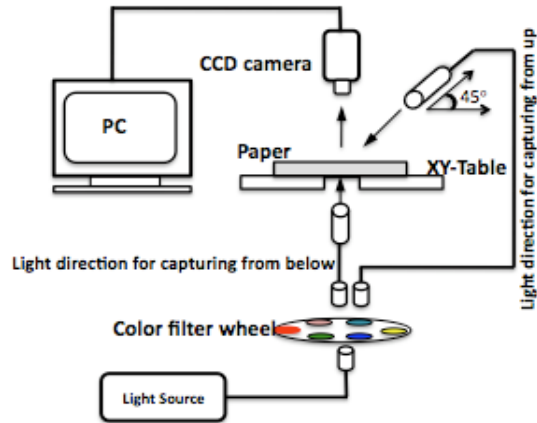 CCD camera
45°
PC
Paper
XY-Table
Light direction for capturing from up
Light direction for capturing from below
Color filter wheel
Light Source